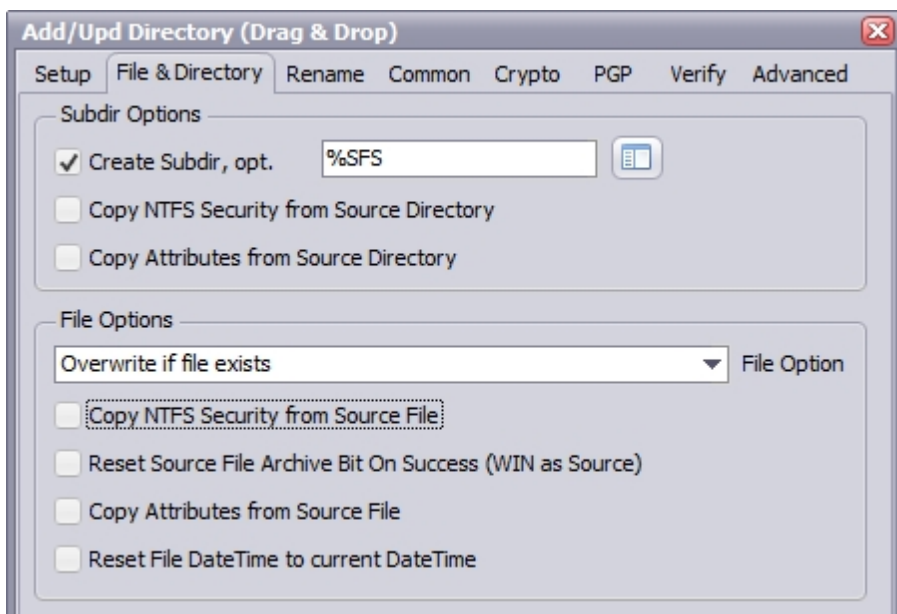 Add/Upd Directory (Drag & Drop)
Setup File & Directory Rename Common Crypto PGP Verify Advanced
Subdir Options
Create Subdir, opt. %SFS
Copy NTFS Security from Source Directory
Copy Attributes from Source Directory
File Options
Overwrite if file exists File Option
Copy NTFS Security from Source File
Reset Source File Archive Bit On Success (WIN as Source)
Copy Attributes from Source File
Reset File DateTime to current DateTime